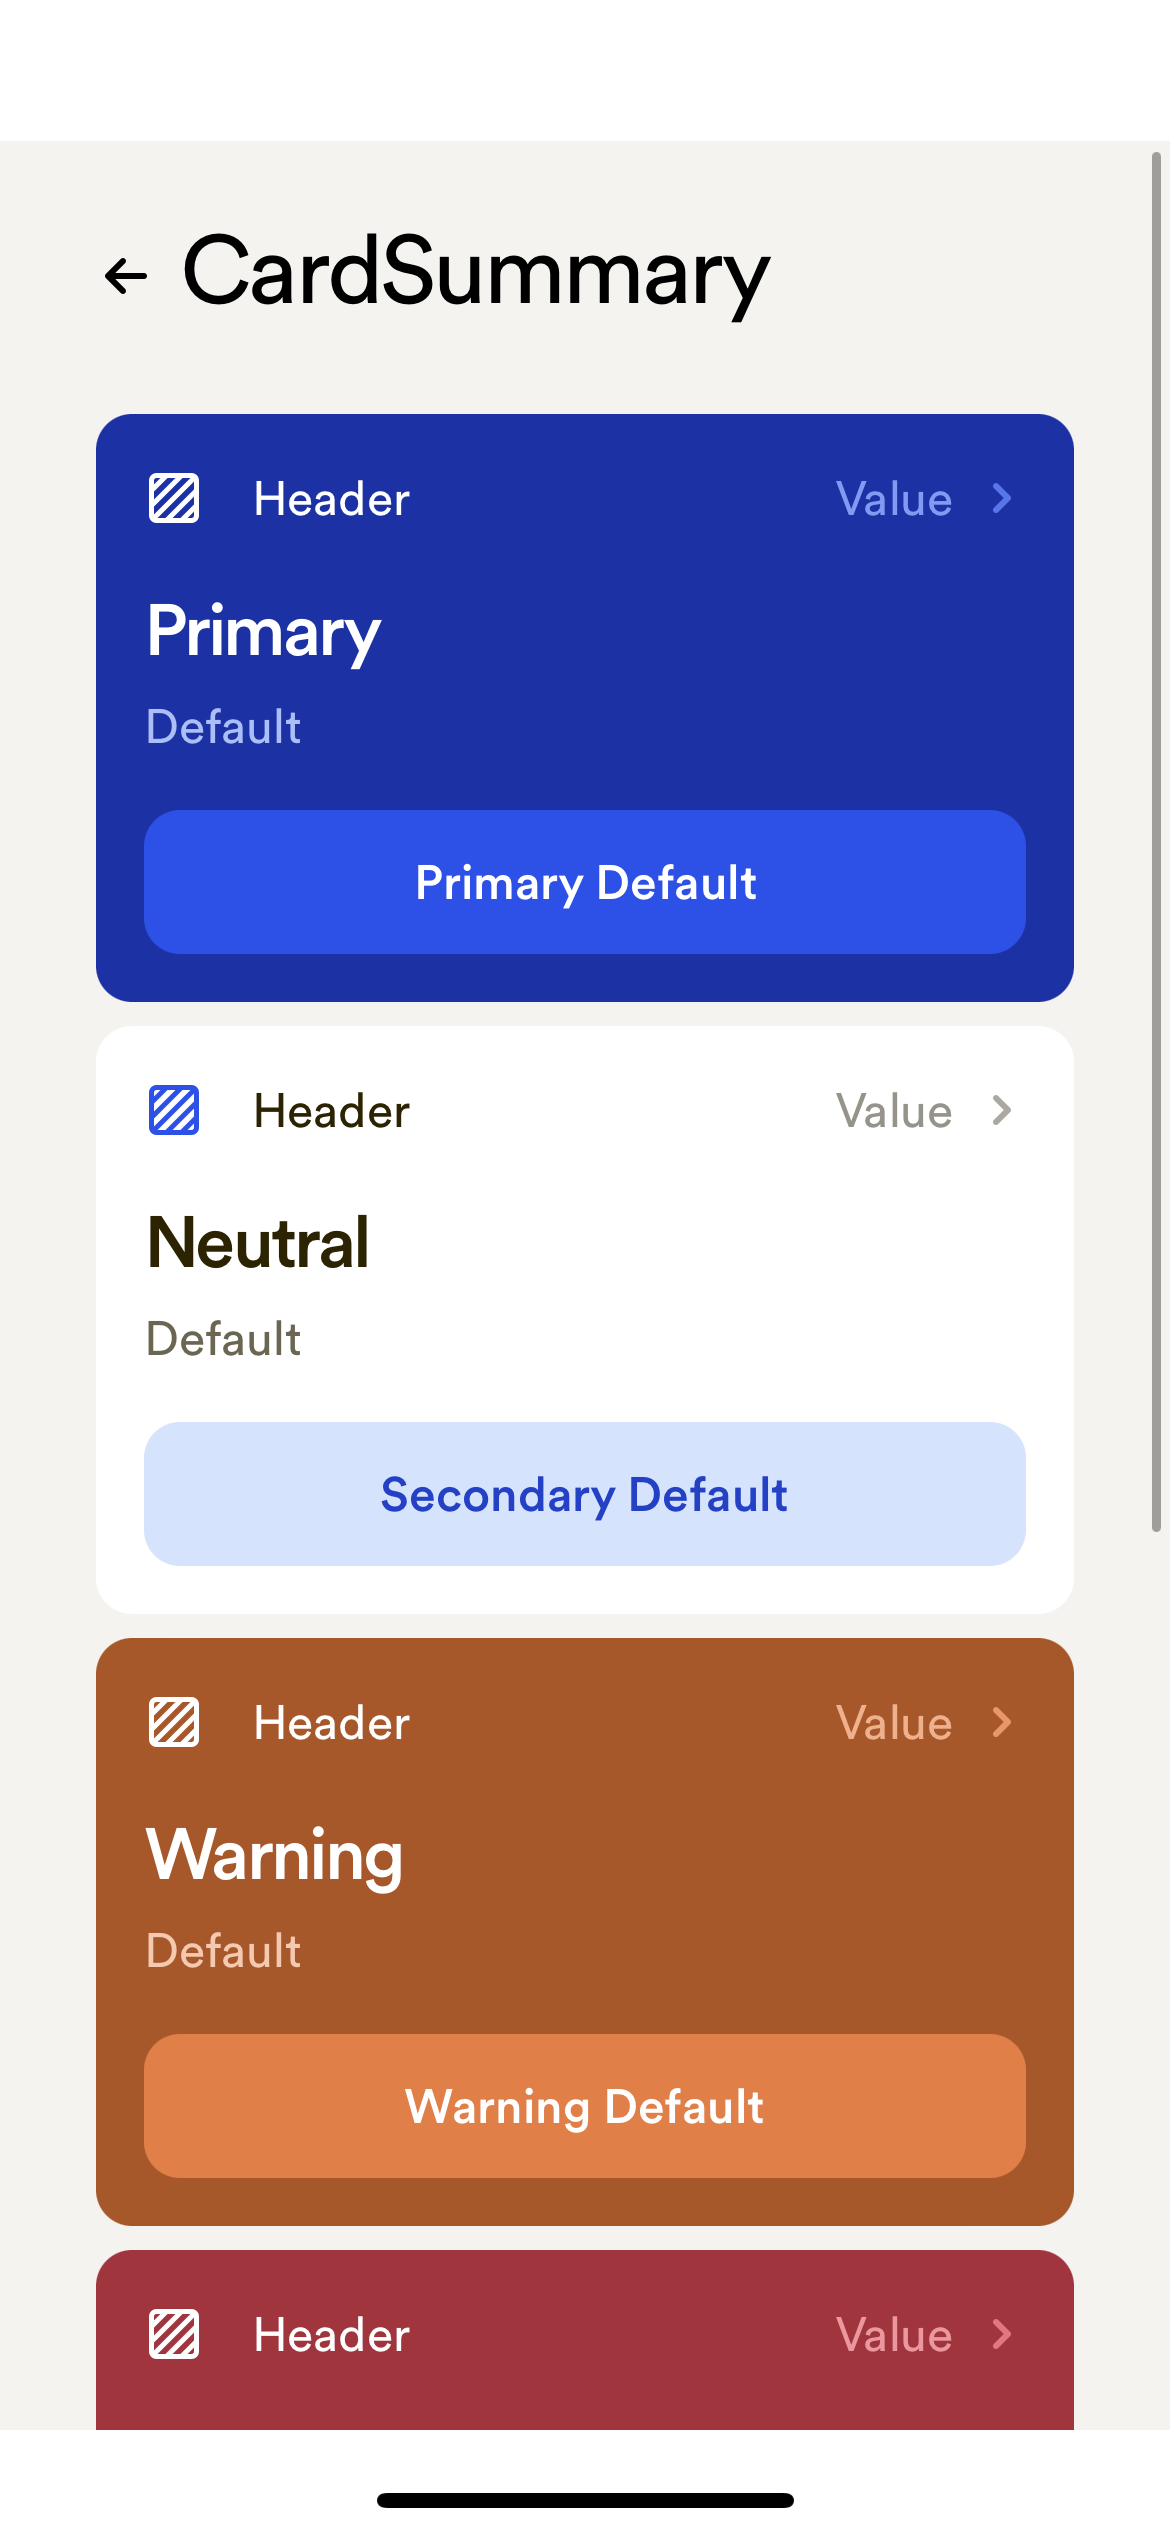 CardSummary
Header Value
Primary
Default
Primary Default
Header Value
Neutral
Default
Secondary Default
Header Value
Warning
Default
Warning Default
Header Value